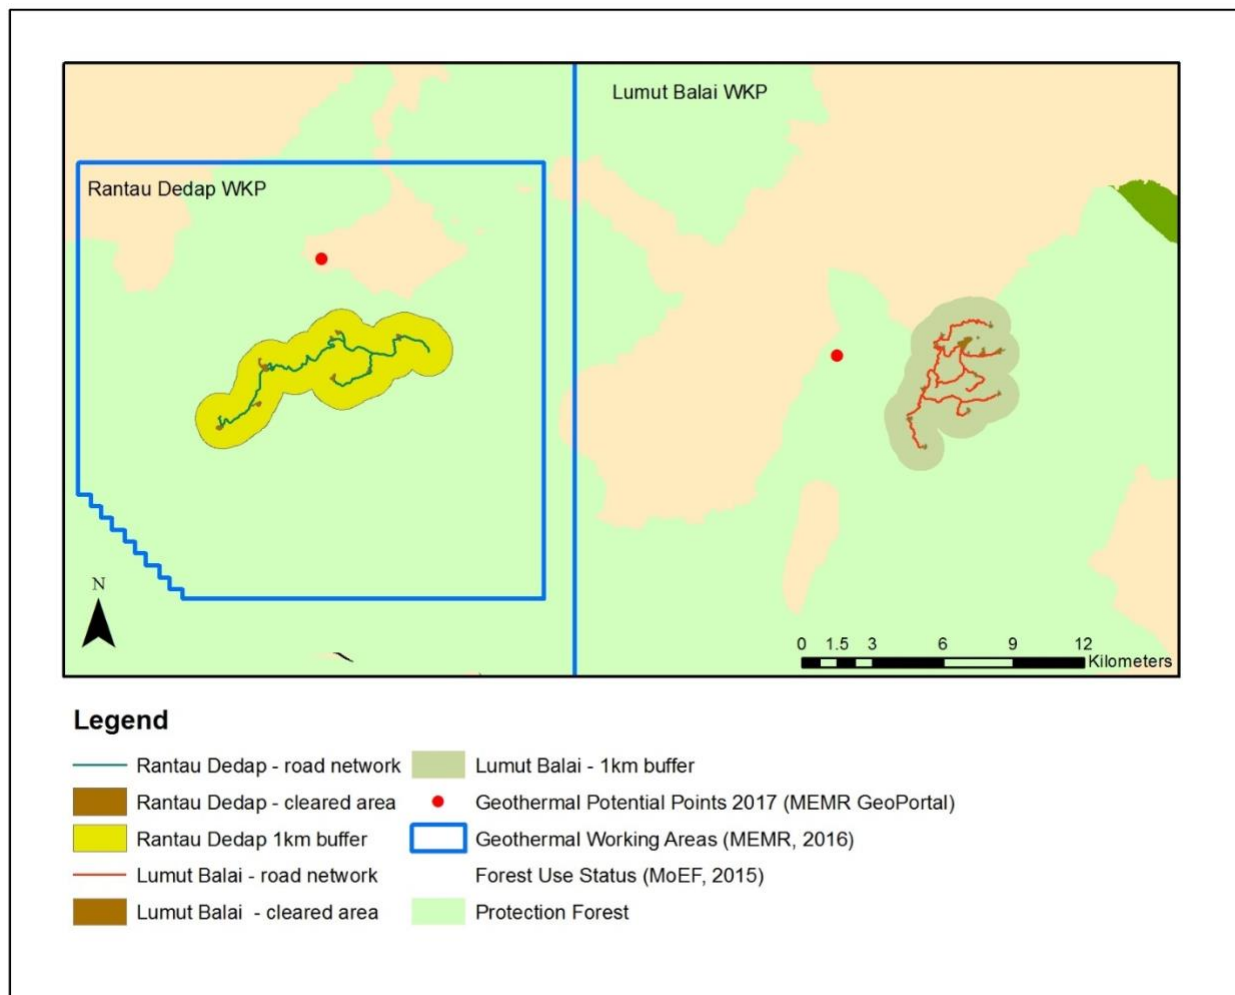 Lumut Balai WKP
Rantau Dedap WKP
N
0 1.5 3 6 9 12
Kilometers
Legend
Rantau Dedap - road network
Rantau Dedap - cleared area
Rantau Dedap 1km buffer
Lumut Balai - road network
Lumut Balai - cleared area
Lumut Balai - 1km buffer
Geothermal Potential Points 2017 (MEMR GeoPortal)
Geothermal Working Areas (MEMR, 2016)
Forest Use Status (MoEF, 2015)
Protection Forest